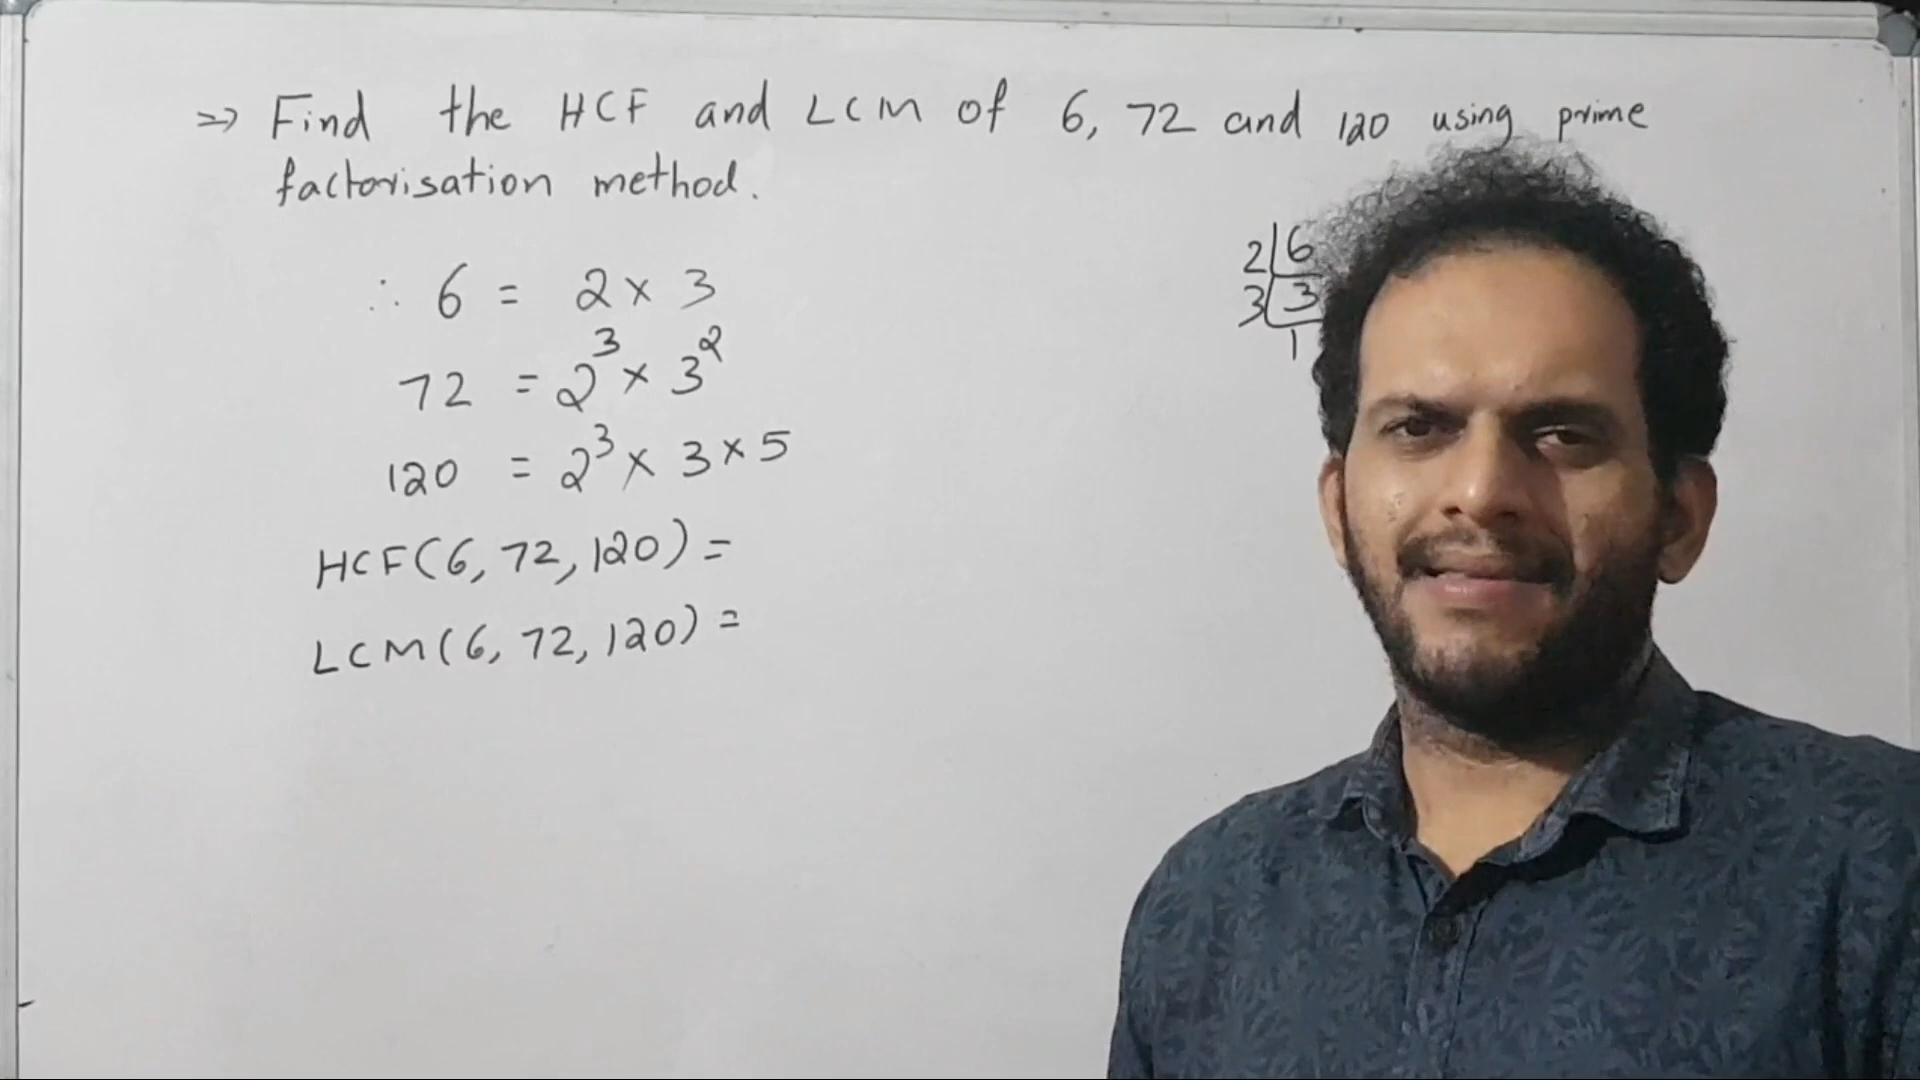 ⇒ Find the HCF and LCM of 6, 72 and 120 using prime
factorisation method.
∴ 6 = 2 × 3
72 = 2³ × 3²
120 = 2³ × 3 × 5
HCF(6, 72, 120) =
LCM(6, 72, 120) =
2|6
3|3
1